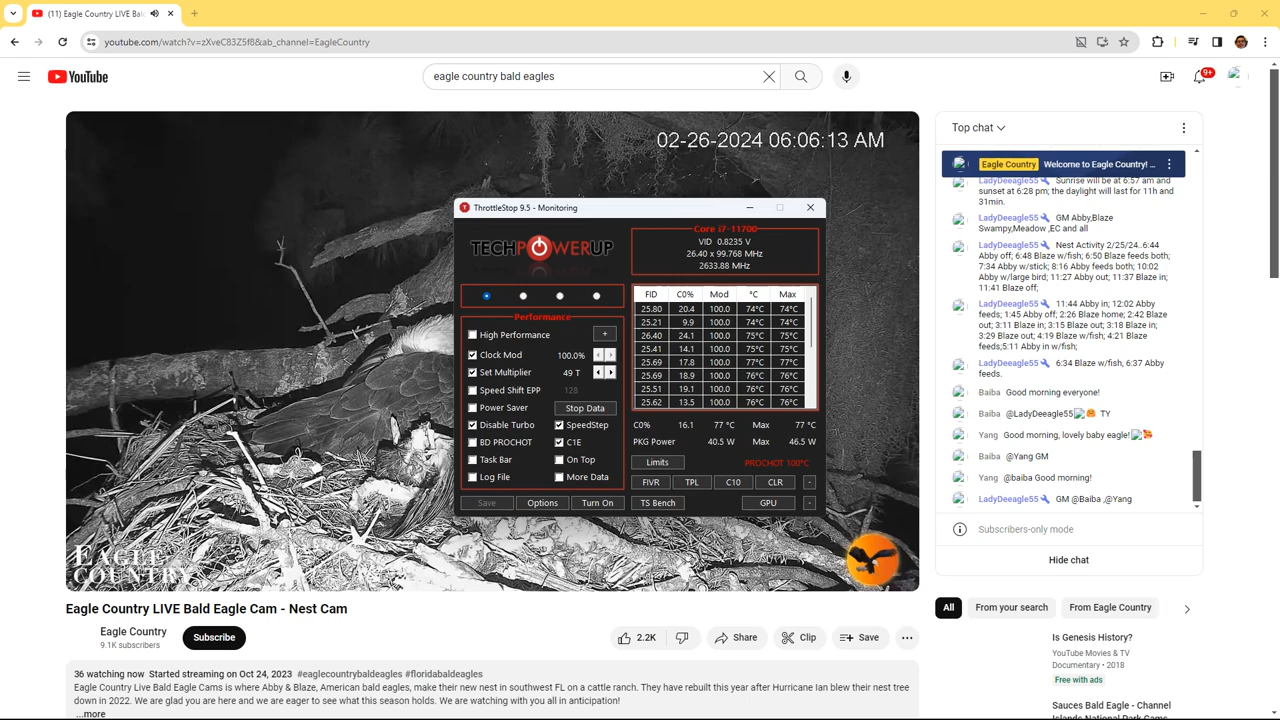 (11) Eagle Country LIVE Bald
youtube.com/watch?v=zXveC83Z5f8&ab_channel=EagleCountry
YouTube
eagle country bald eagles
9+
02-26-2024 06:06:13 AM
ThrottleStop 9.5 - Monitoring
TECHPOWERUP
Core i7-11700
VID 0.8235 V
26.40 x 99.768 MHz
2633.88 MHz
Performance
High Performance
+
Clock Mod 100.0%
Set Multiplier 49 T
Speed Shift EPP 128
Power Saver Stop Data
Disable Turbo SpeedStep
BD PROCHOT C1E
Task Bar On Top
Log File More Data
Save Options Turn On
FID C0% Mod °C Max
25.80 20.4 100.0 74°C 74°C
25.21 9.9 100.0 74°C 74°C
26.40 24.1 100.0 75°C 75°C
25.41 14.1 100.0 75°C 75°C
25.69 17.8 100.0 77°C 77°C
25.69 18.9 100.0 76°C 76°C
25.51 19.1 100.0 76°C 76°C
25.62 13.5 100.0 76°C 76°C
C0% 16.1 77 °C Max 77 °C
PKG Power 40.5 W Max 46.5 W
Limits PROCHOT 100°C
FIVR TPL C10 CLR -
TS Bench GPU -
EAGLE
COUNTRY
Eagle Country LIVE Bald Eagle Cam - Nest Cam
Eagle Country
9.1K subscribers
Subscribe
2.2K
Share
Clip
Save
36 watching now Started streaming on Oct 24, 2023 #eaglecountrybaldeagles #floridabaldeagles
Eagle Country Live Bald Eagle Cams is where Abby & Blaze, American bald eagles, make their new nest in southwest FL on a cattle ranch. They have rebuilt this year after Hurricane Ian blew their nest tree
down in 2022. We are glad you are here and we are eager to see what this season holds. We are watching with you all in anticipation!
...more
Top chat
Eagle Country Welcome to Eagle Country! ...
LadyDeeagle55 Sunrise will be at 6:57 am and
sunset at 6:28 pm; the daylight will last for 11h and
31min.
LadyDeeagle55 GM Abby,Blaze
Swampy,Meadow ,EC and all
LadyDeeagle55 Nest Activity 2/25/24..6:44
Abby off; 6:48 Blaze w/fish; 6:50 Blaze feeds both;
7:34 Abby w/stick; 8:16 Abby feeds both; 10:02
Abby w/large bird; 11:27 Abby out; 11:37 Blaze in;
11:41 Blaze off;
LadyDeeagle55 11:44 Abby in; 12:02 Abby
feeds; 1:45 Abby off; 2:26 Blaze home; 2:42 Blaze
out; 3:11 Blaze in; 3:15 Blaze out; 3:18 Blaze in;
3:29 Blaze out; 4:19 Blaze w/fish; 4:21 Blaze
feeds;5:11 Abby in w/fish;
LadyDeeagle55 6:34 Blaze w/fish, 6:37 Abby
feeds.
Baiba Good morning everyone!
Baiba @LadyDeeagle55 TY
Yang Good morning, lovely baby eagle!
Baiba @Yang GM
Yang @baiba Good morning!
LadyDeeagle55 GM @Baiba ,@Yang
Subscribers-only mode
Hide chat
All From your search From Eagle Country
Is Genesis History?
YouTube Movies & TV
Documentary • 2018
Free with ads
Sauces Bald Eagle - Channel